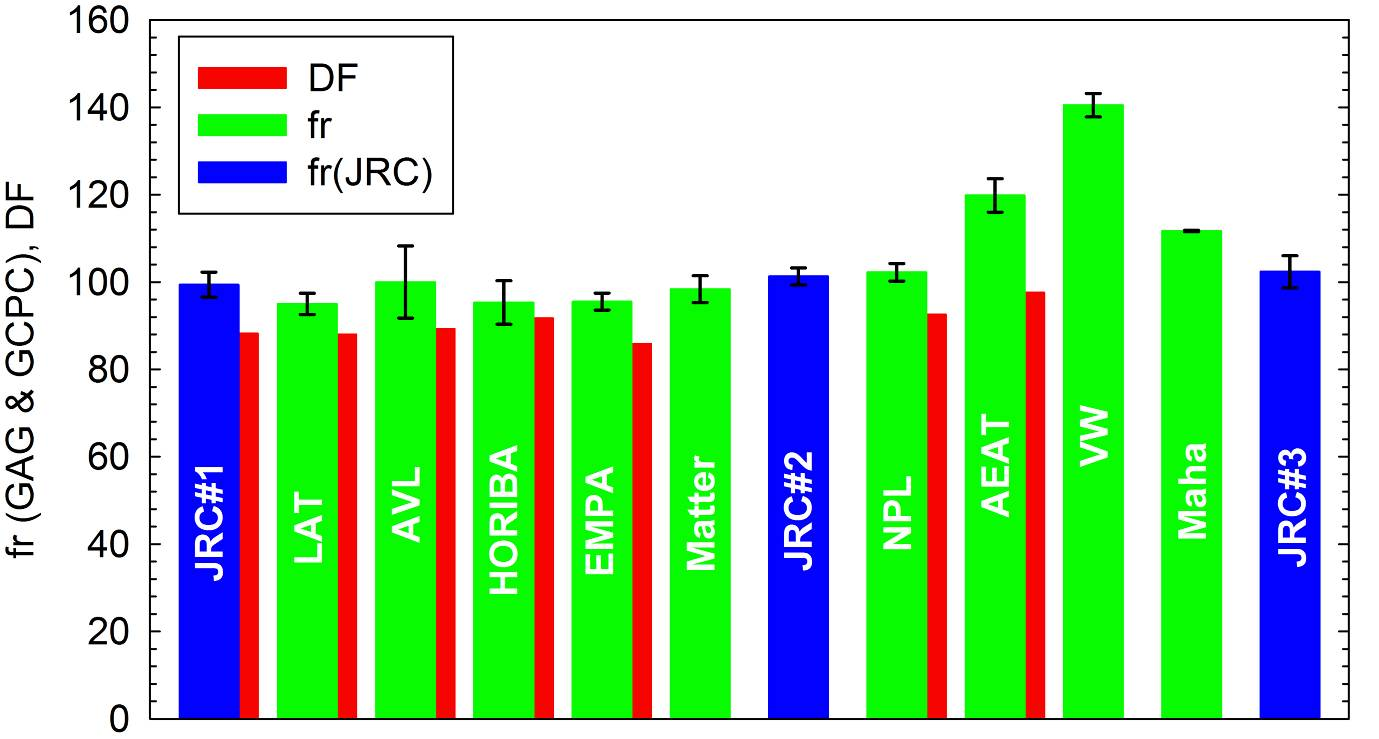 fr (GAG & GCPC), DF
160
140
120
100
80
60
40
20
0
DF
fr
fr(JRC)
JRC#1
LAT
AVL
HORIBA
EMPA
Matter
JRC#2
NPL
AEAT
VW
Maha
JRC#3